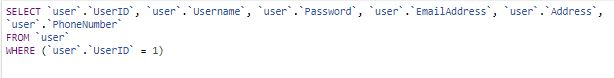 SELECT `user`.`UserID`, `user`.`Username`, `user`.`Password`, `user`.`EmailAddress`, `user`.`Address`,
`user`.`PhoneNumber`
FROM `user`
WHERE (`user`.`UserID` = 1)